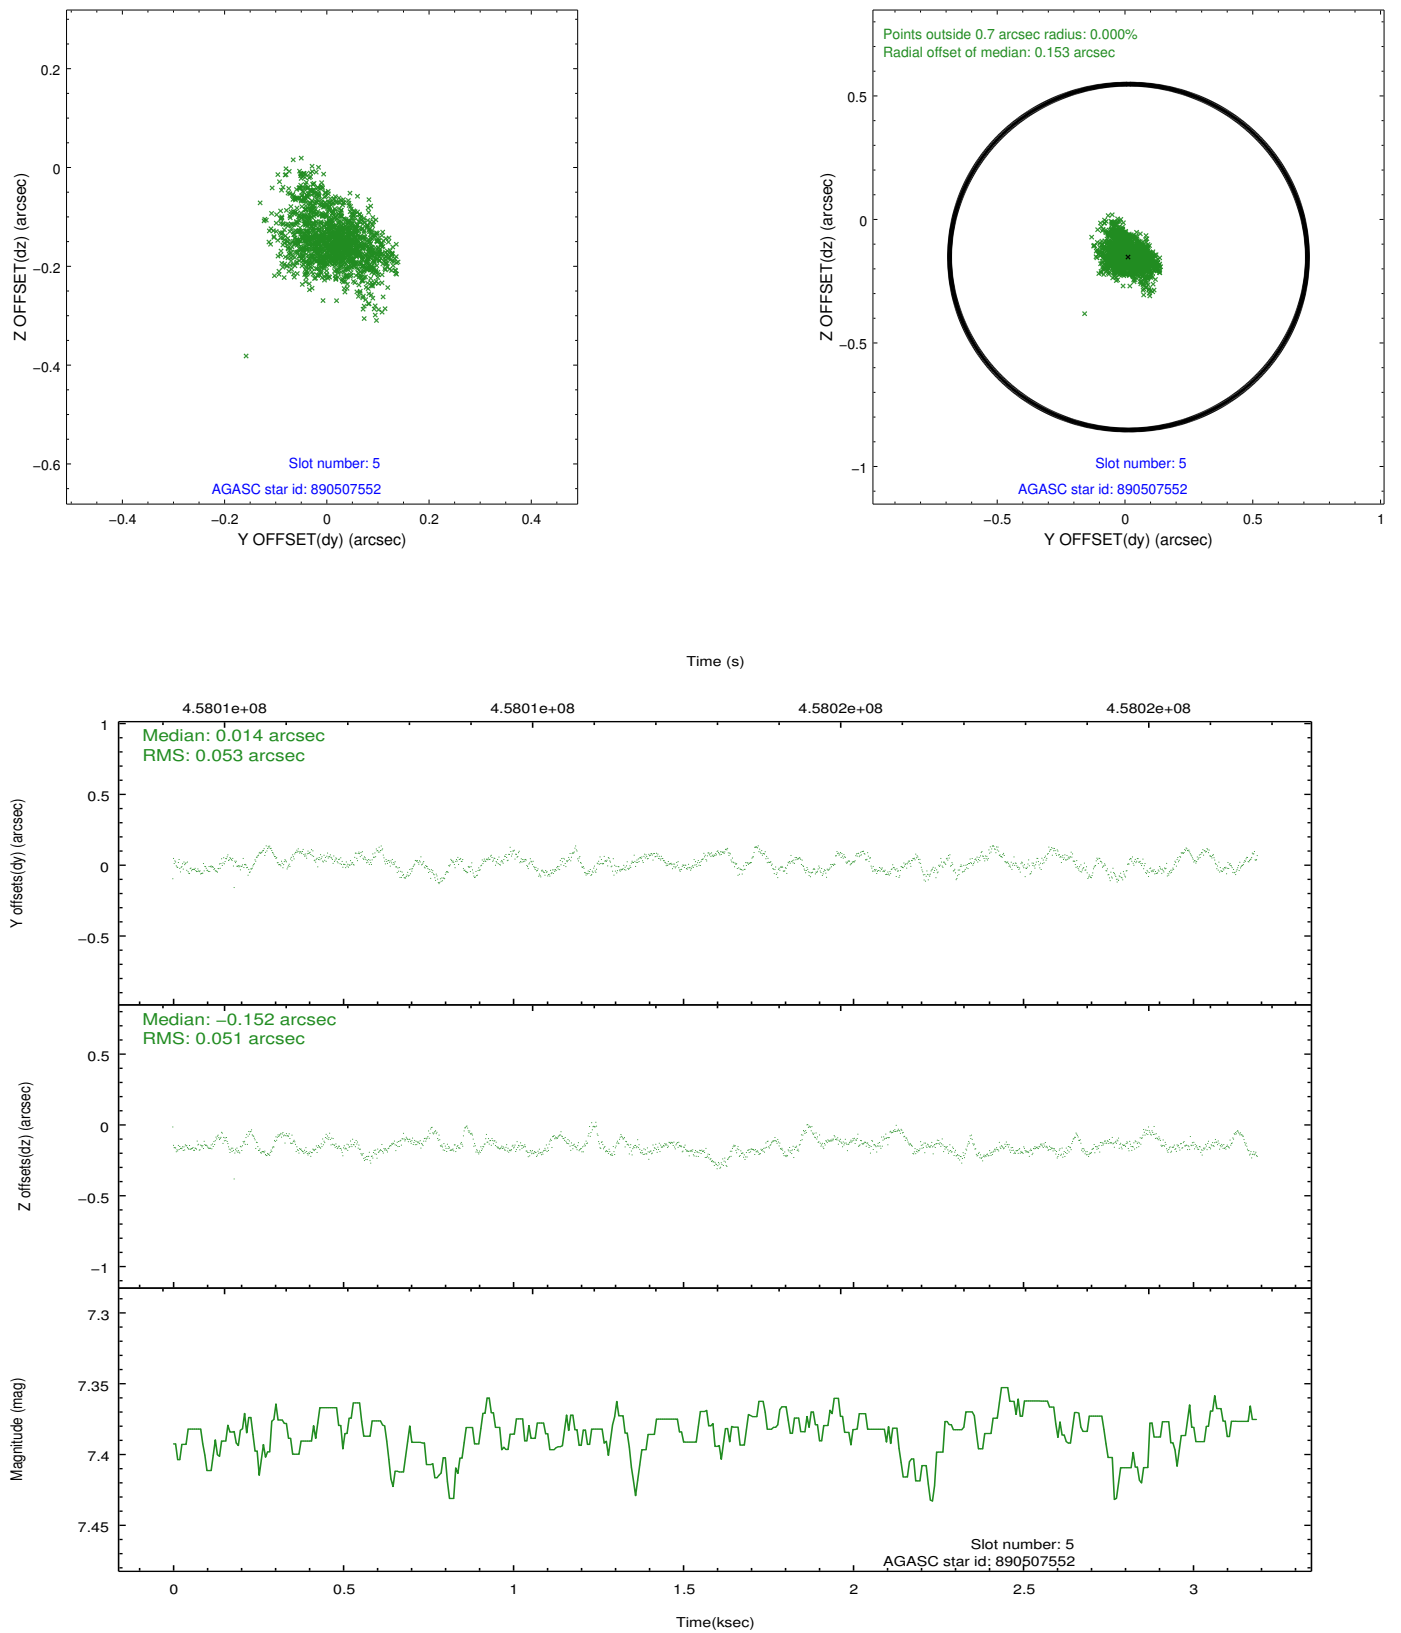 0.2
0
−0.2
−0.4
−0.6
Z OFFSET(dz) (arcsec)
Slot number: 5
AGASC star id: 890507552
−0.4
−0.2
0
0.2
0.4
Y OFFSET(dy) (arcsec)
Points outside 0.7 arcsec radius: 0.000%
Radial offset of median: 0.153 arcsec
0.5
0
−0.5
−1
Z OFFSET(dz) (arcsec)
Slot number: 5
AGASC star id: 890507552
−0.5
0
0.5
1
Y OFFSET(dy) (arcsec)
Time (s)
4.5801e+08
4.5801e+08
4.5802e+08
4.5802e+08
Median: 0.014 arcsec
RMS: 0.053 arcsec
1
0.5
0
−0.5
Y offsets(dy) (arcsec)
Median: −0.152 arcsec
RMS: 0.051 arcsec
0.5
0
−0.5
−1
Z offsets(dz) (arcsec)
7.3
7.35
7.4
7.45
Magnitude (mag)
Slot number: 5
AGASC star id: 890507552
0
0.5
1
1.5
2
2.5
3
Time(ksec)